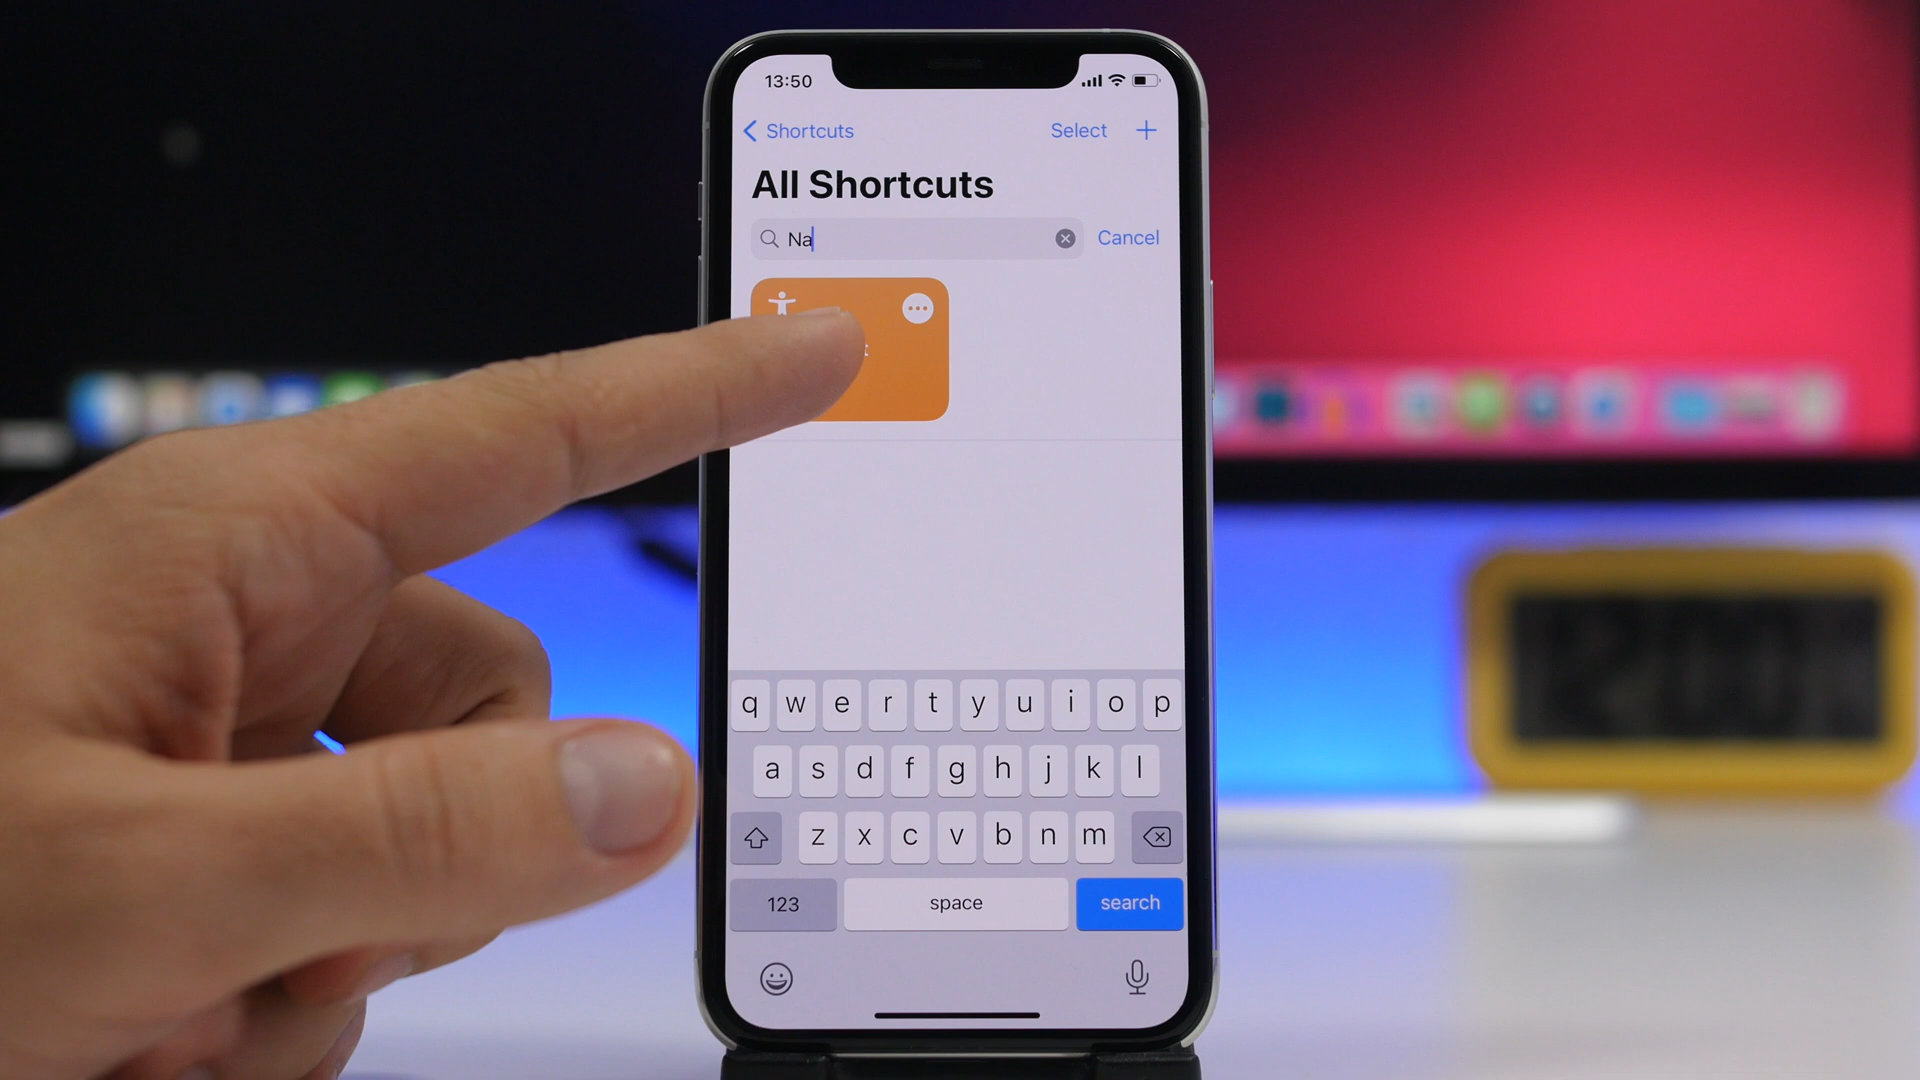 13:50
Shortcuts Select +
All Shortcuts
Na Cancel
q w e r t y u i o p
a s d f g h j k l
z x c v b n m
123 space search